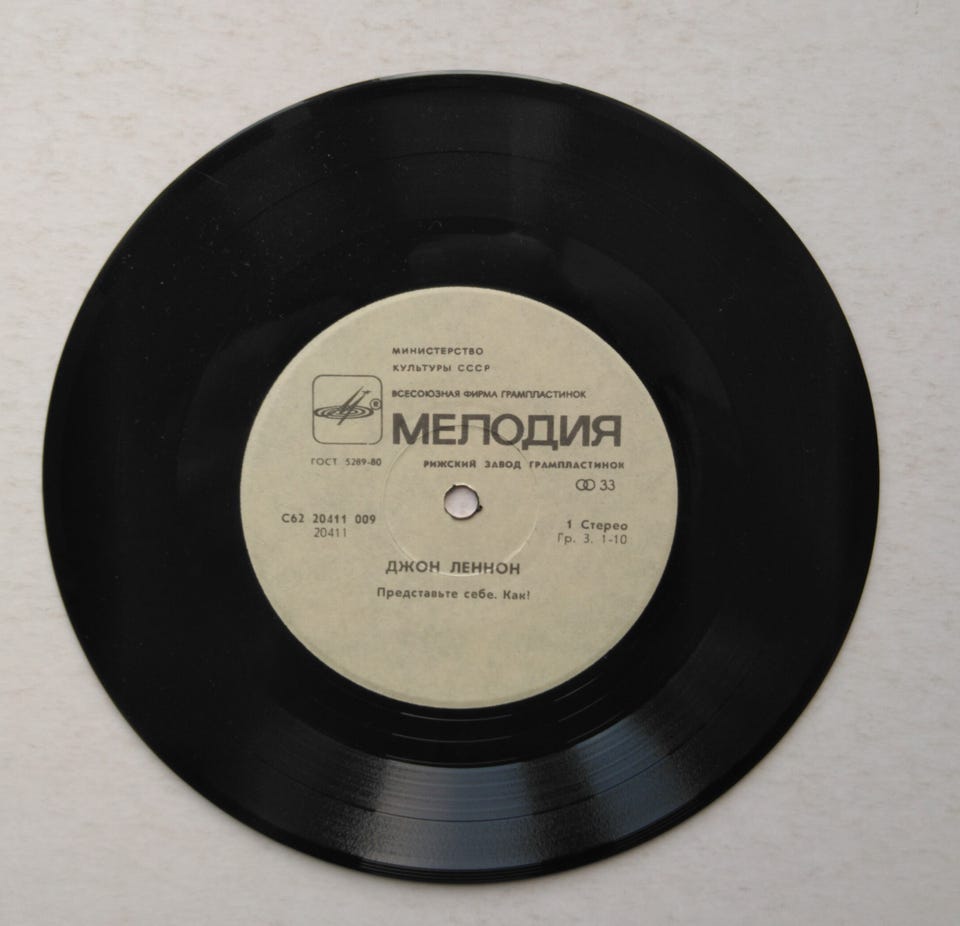 МИНИСТЕРСТВО
КУЛЬТУРЫ СССР
ВСЕСОЮЗНАЯ ФИРМА ГРАМПЛАСТИНОК
®
МЕЛОДИЯ
ГОСТ 5289-80
РИЖСКИЙ ЗАВОД ГРАМПЛАСТИНОК
33
С62 20411 009
20411
1 Стерео
Гр. 3. 1-10
ДЖОН ЛЕННОН
Представьте себе. Как!